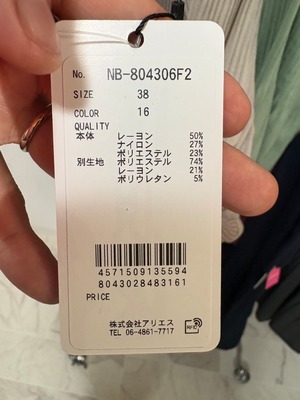 No. NB-804306F2
SIZE 38
COLOR 16
QUALITY
本体 レーヨン 50%
ナイロン 27%
ポリエステル 23%
別生地 ポリエステル 74%
レーヨン 21%
ポリウレタン 5%
4571509135594
8043028483161
PRICE
株式会社アリエス
TEL 06-4861-7717
RFID